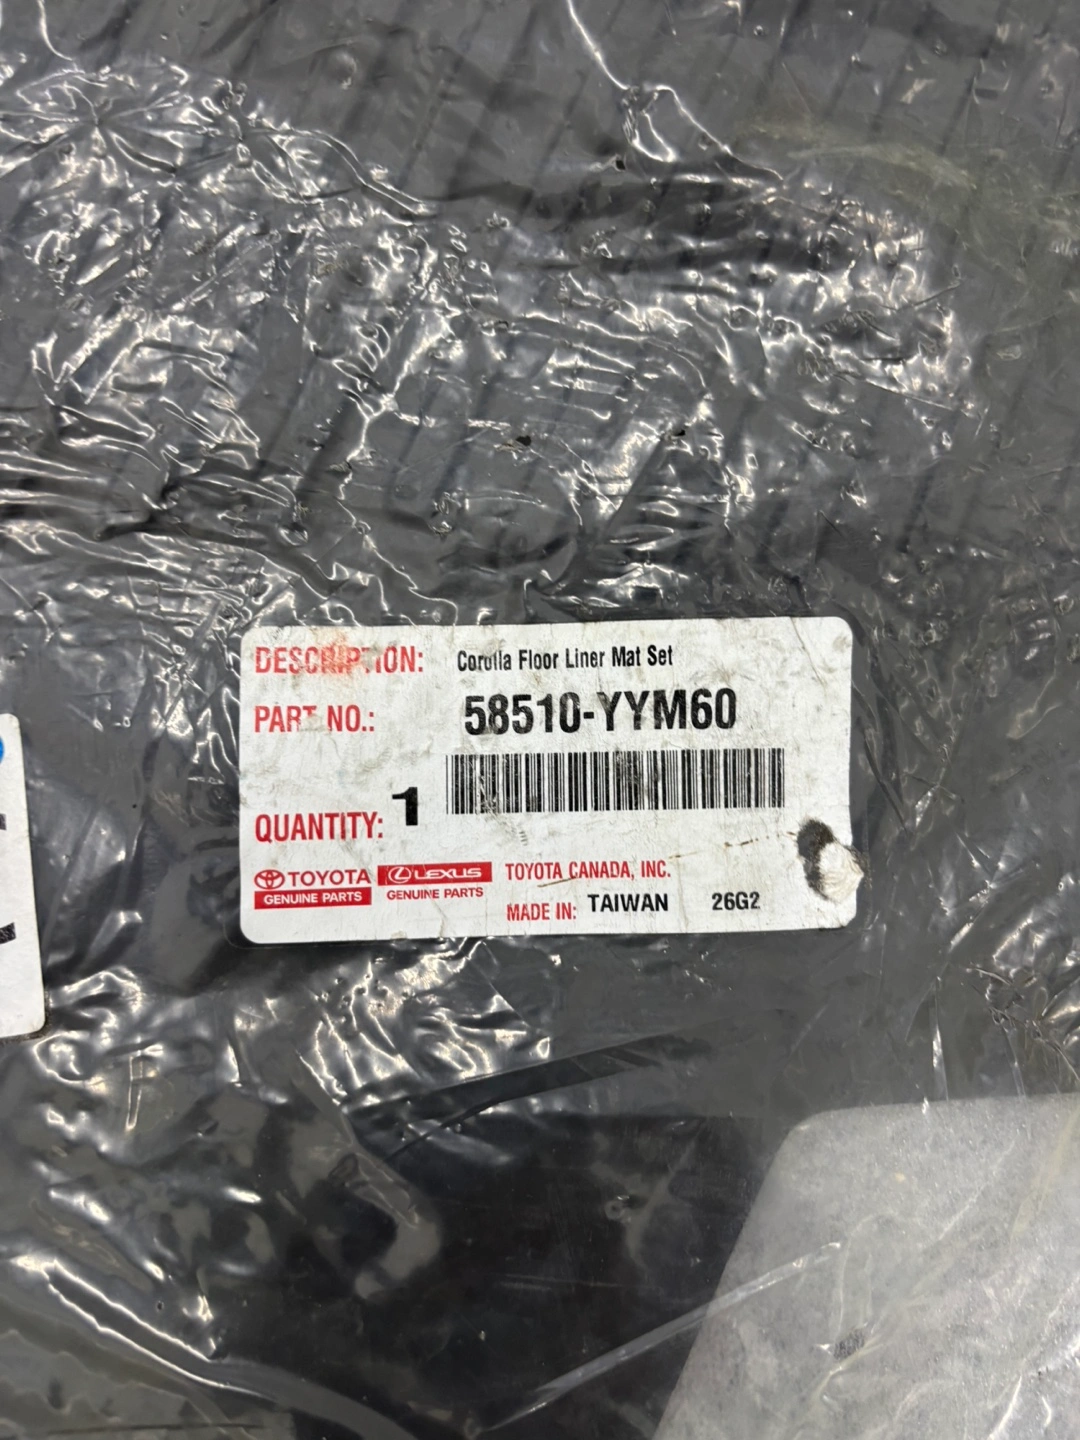 DESCRIPTION: Corolla Floor Liner Mat Set
PART NO.: 58510-YYM60
QUANTITY: 1
TOYOTA LEXUS TOYOTA CANADA, INC.
GENUINE PARTS GENUINE PARTS
MADE IN: TAIWAN 26G2